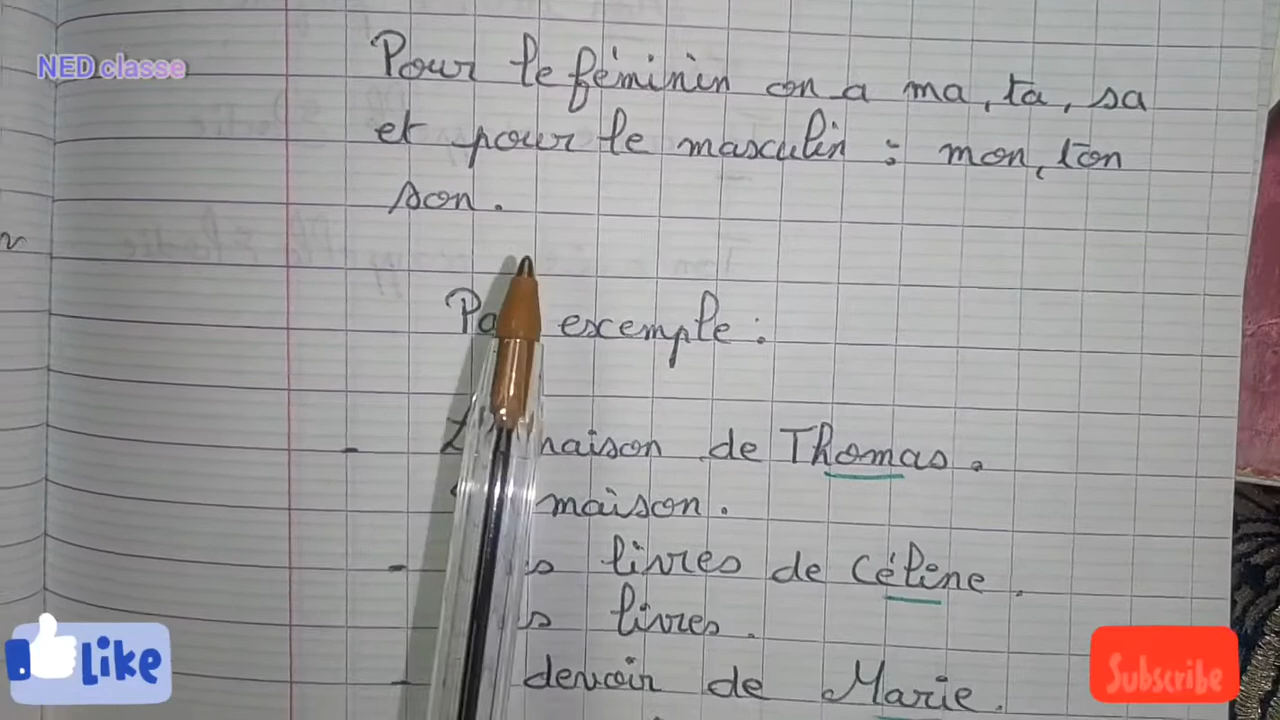 NED classe
Pour le féminin on a ma, ta, sa
et pour le masculin : mon, ton
son.
exemple :
de Thomas.
maison.
livres de Céline.
livres.
devoir de Marie.
Like
Subscribe